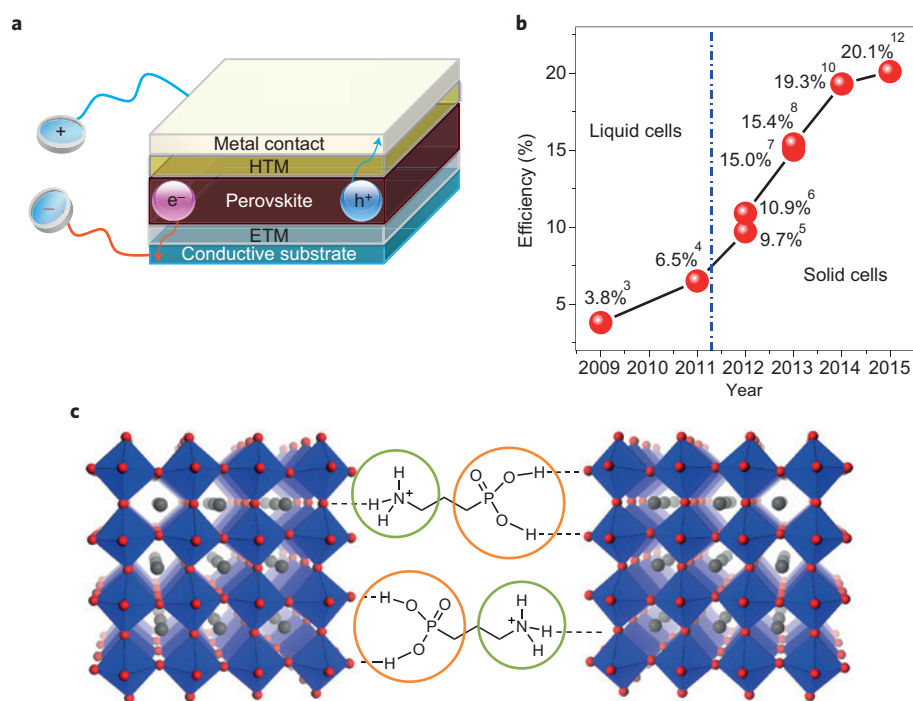 a
+
−
Metal contact
HTM
e⁻
Perovskite
h⁺
ETM
Conductive substrate
b
Efficiency (%)
20
15
10
5
Liquid cells
Solid cells
3.8%³
6.5%⁴
9.7%⁵
10.9%⁶
15.0%⁷
15.4%⁸
19.3%¹⁰
20.1%¹²
2009 2010 2011 2012 2013 2014 2015
Year
c
H
H N⁺
H
O
P O H
O
H
H O O
P
H O
H
N⁺ H
H